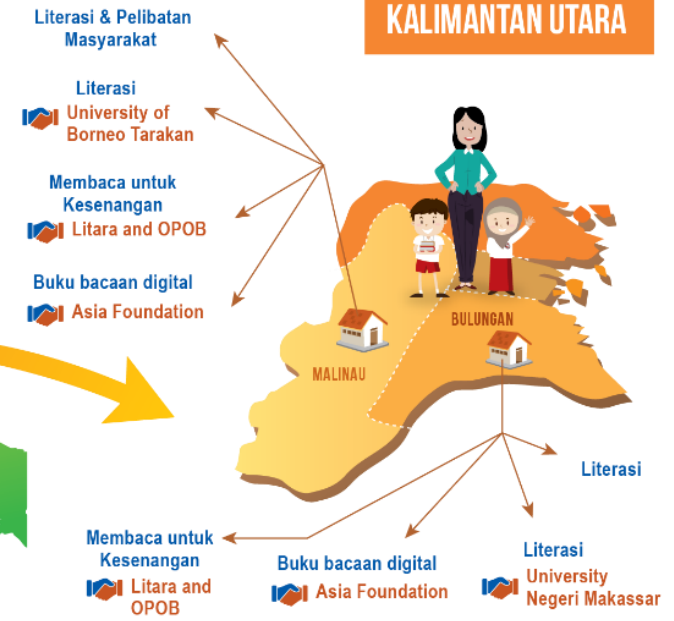 KALIMANTAN UTARA
Literasi & Pelibatan
Masyarakat
Literasi
University of
Borneo Tarakan
Membaca untuk
Kesenangan
Litara and OPOB
Buku bacaan digital
Asia Foundation
BULUNGAN
MALINAU
Literasi
Membaca untuk
Kesenangan
Litara and
OPOB
Buku bacaan digital
Asia Foundation
Literasi
University
Negeri Makassar